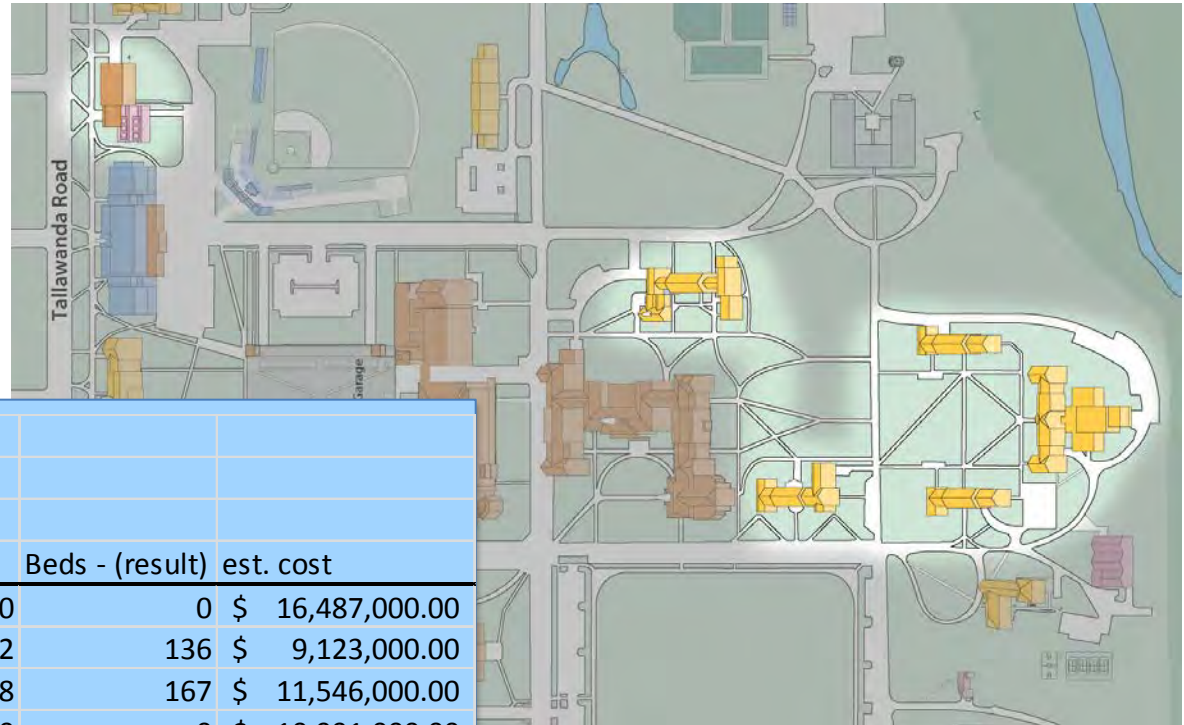 Tallawanda Road
Garage
Beds - (result) est. cost
0 0 $ 16,487,000.00
2 136 $ 9,123,000.00
8 167 $ 11,546,000.00